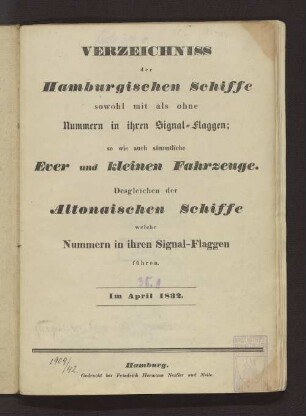 VERZEICHNISS
der
Hamburgischen Schiffe
sowohl mit als ohne
Nummern in ihren Signal-Flaggen;
so wie auch sämmtliche
Ever und kleinen Fahrzeuge.
Desgleichen der
Altonaischen Schiffe
welche
Nummern in ihren Signal-Flaggen
führen.
Im April 1832.
Hamburg.
Gedruckt bei Friedrich Hermann Nestler und Melle.
1909/42